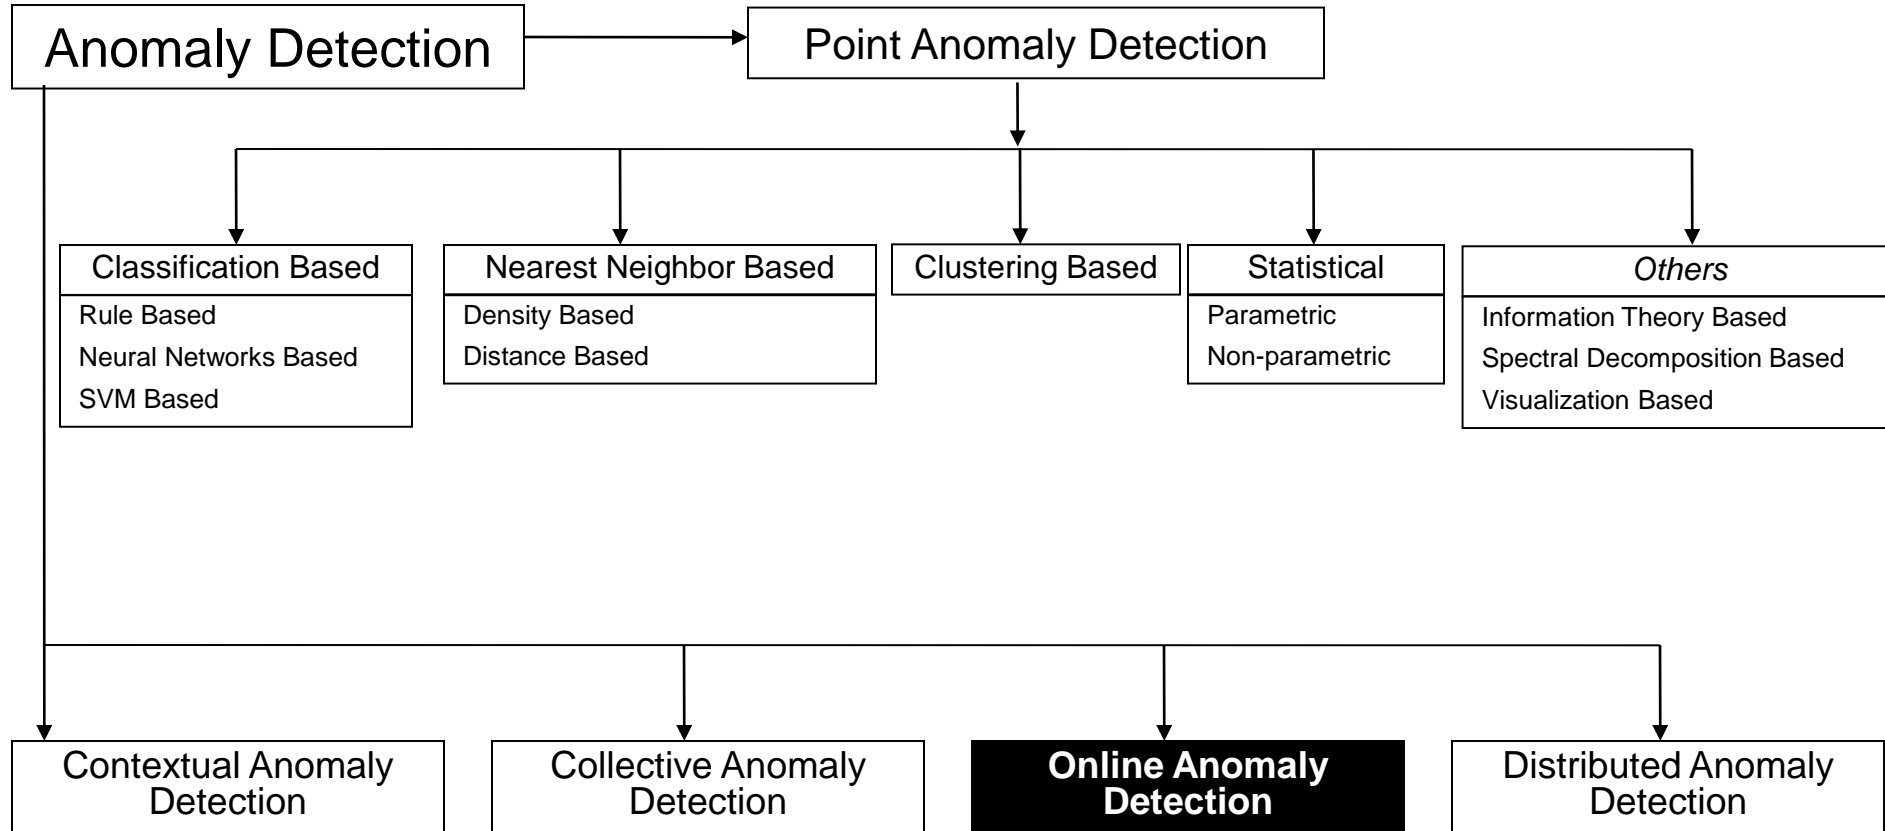 Anomaly Detection
Point Anomaly Detection
Classification Based
Rule Based
Neural Networks Based
SVM Based
Nearest Neighbor Based
Density Based
Distance Based
Clustering Based
Statistical
Parametric
Non-parametric
Others
Information Theory Based
Spectral Decomposition Based
Visualization Based
Contextual Anomaly
Detection
Collective Anomaly
Detection
Online Anomaly
Detection
Distributed Anomaly
Detection